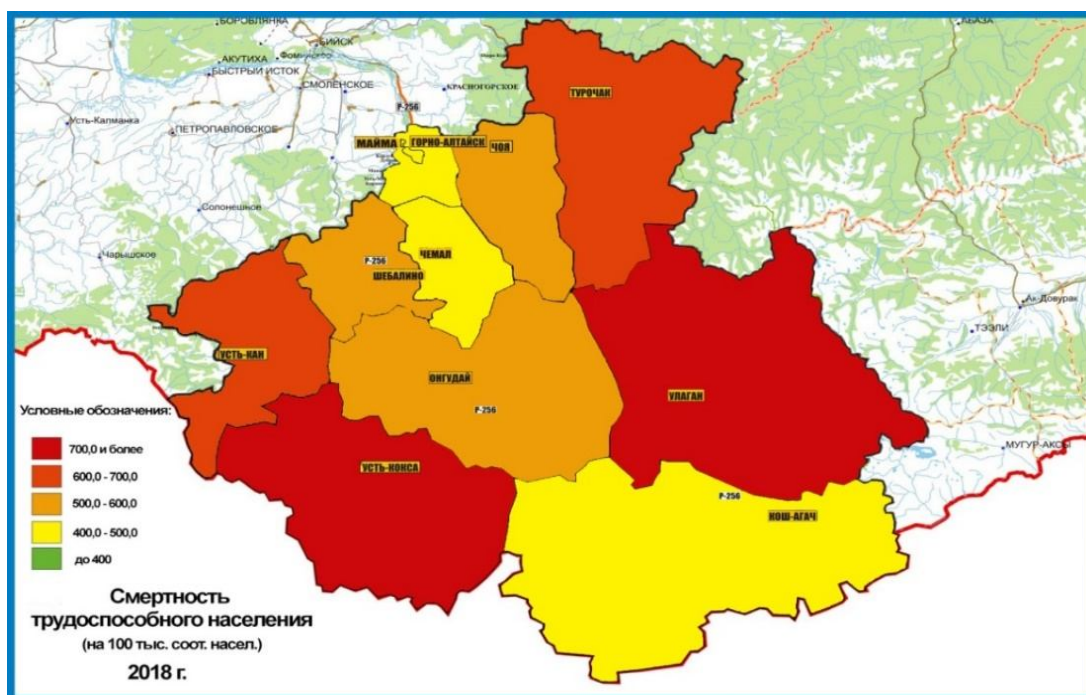 БОРОВЛЯНКА
АБАЗА
БИЙСК
АКУТИХА
Фоминское
БЫСТРЫЙ ИСТОК
СМОЛЕНСКОЕ
КРАСНОГОРСКОЕ
ТУРОЧАК
Р-256
Усть-Калманка
ПЕТРОПАВЛОВСКОЕ
МАЙМА
ГОРНО-АЛТАЙСК
ЧОЯ
Солонешное
Чарышское
Р-256
ЧЕМАЛ
ШЕБАЛИНО
Ак-Довурак
ТЭЭЛИ
УСТЬ-КАН
ОНГУДАЙ
УЛАГАН
Р-256
МУГУР-АКСЫ
УСТЬ-КОКСА
Р-256
КОШ-АГАЧ
Условные обозначения:
700,0 и более
600,0 - 700,0
500,0 - 600,0
400,0 - 500,0
до 400
Смертность
трудоспособного населения
(на 100 тыс. соот. насел.)
2018 г.